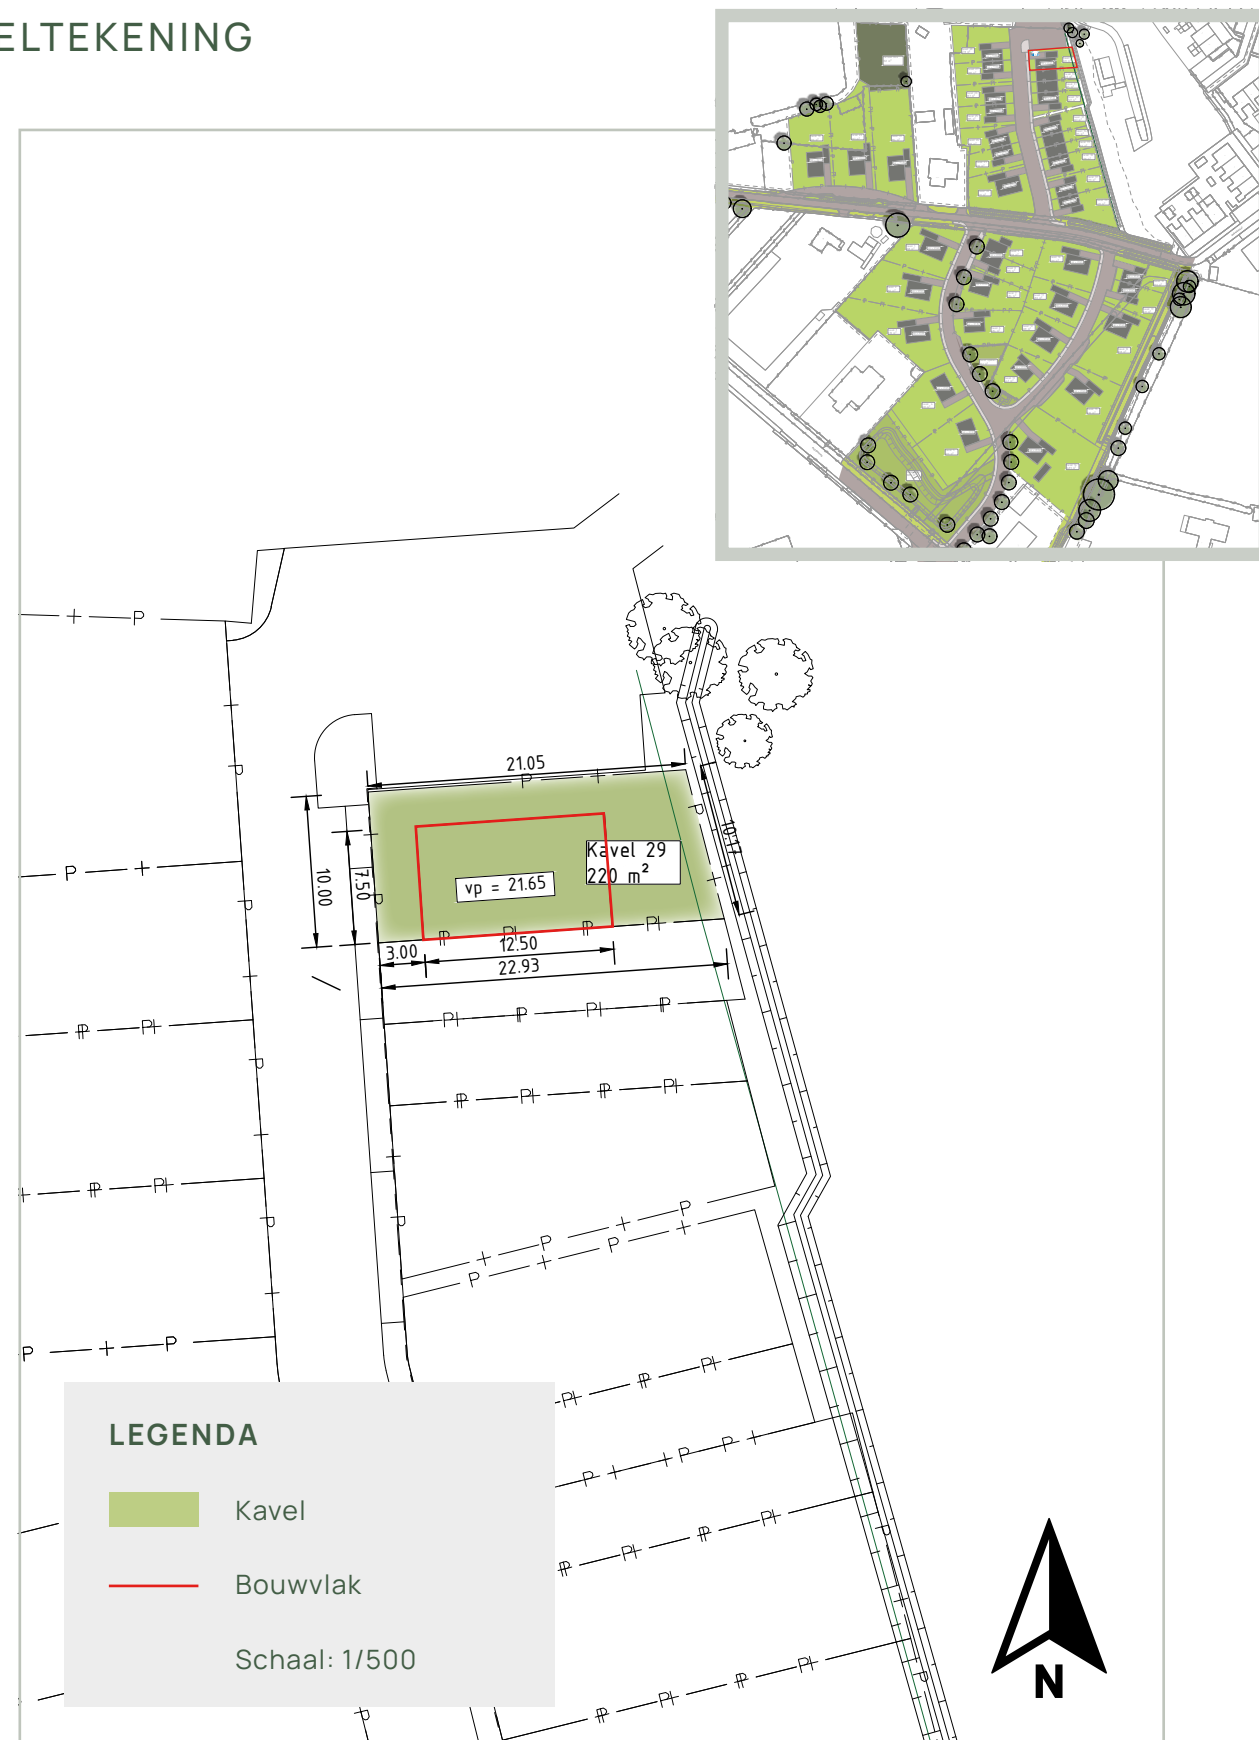 ELTEKENING
21.05
10.17
Kavel 29
220 m²
vp = 21.65
10.00
7.50
3.00
12.50
22.93
LEGENDA
Kavel
Bouwvlak
Schaal: 1/500
N